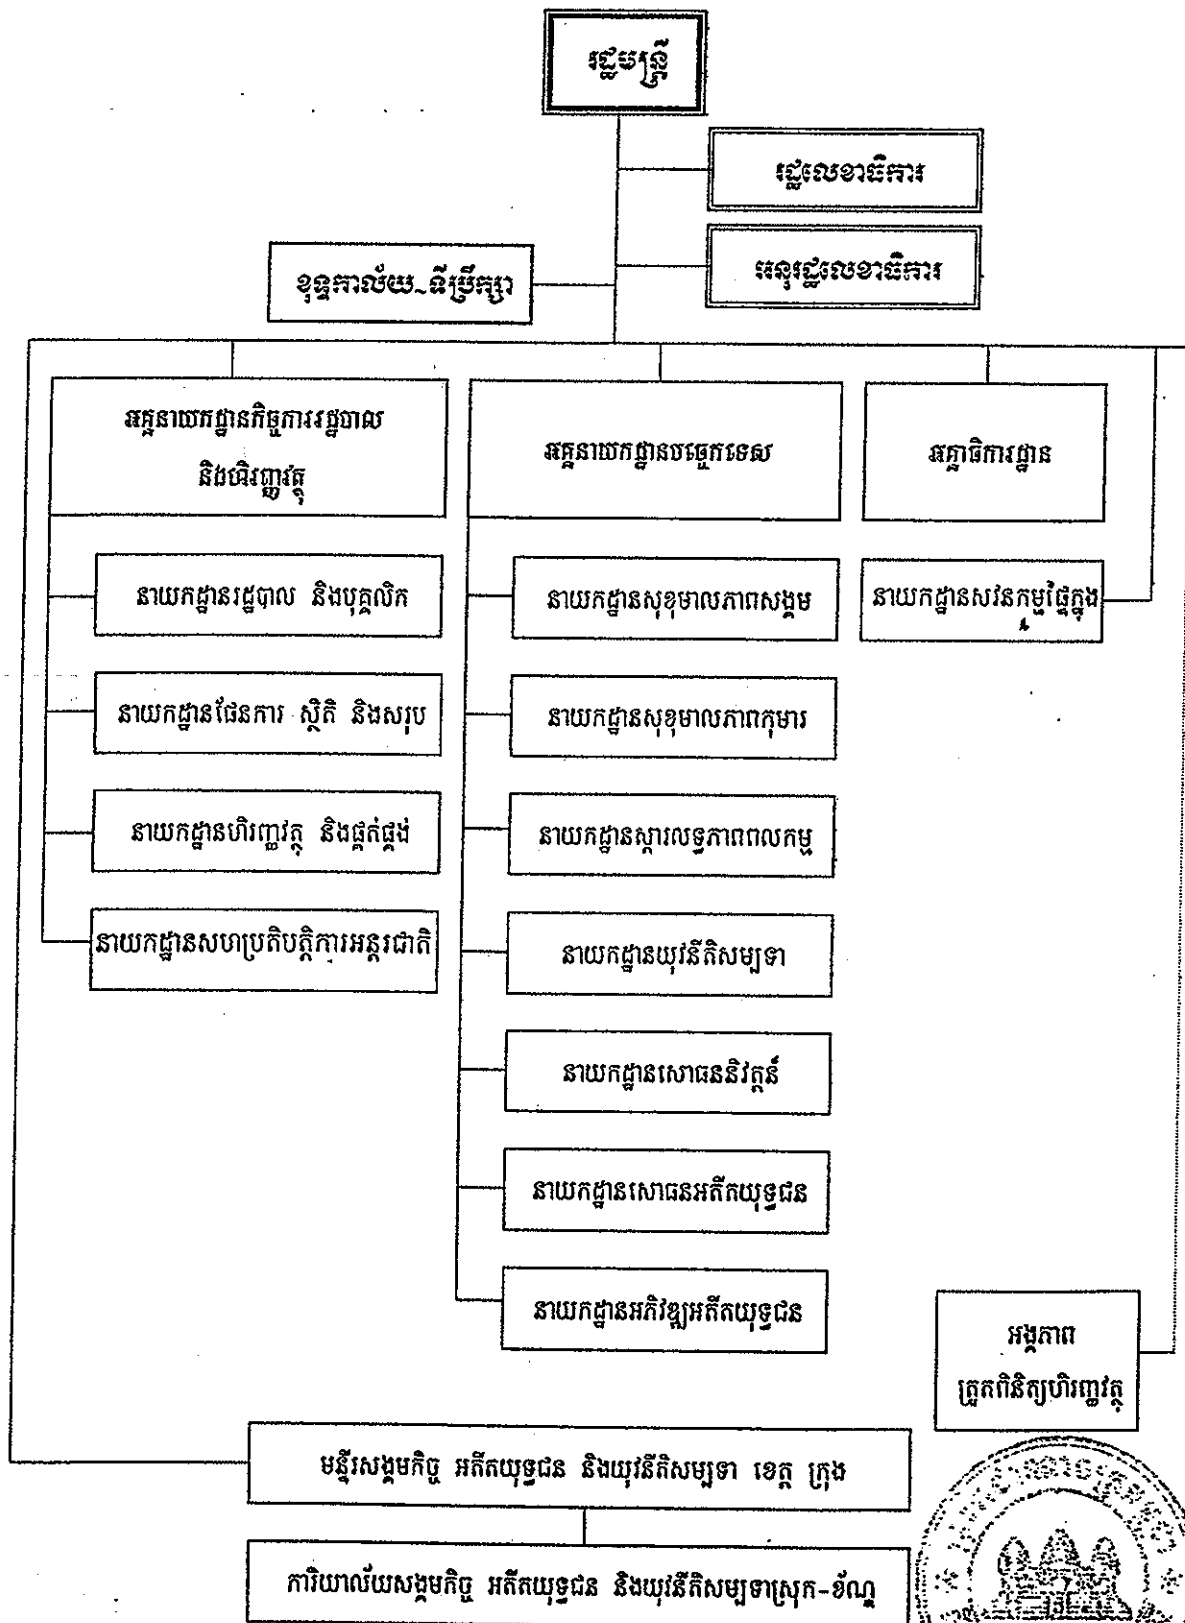 រដ្ឋមន្ត្រី
រដ្ឋលេខាធិការ
អនុរដ្ឋលេខាធិការ
ខុទ្ទកាល័យ-ទីប្រឹក្សា
អគ្គនាយកដ្ឋានកិច្ចការរដ្ឋបាល
និងហិរញ្ញវត្ថុ
អគ្គនាយកដ្ឋានបច្ចេកទេស
អគ្គាធិការដ្ឋាន
នាយកដ្ឋានរដ្ឋបាល និងបុគ្គលិក
នាយកដ្ឋានសុខុមាលភាពសង្គម
នាយកដ្ឋានសវនកម្មផ្ទៃក្នុង
នាយកដ្ឋានផែនការ ស្ថិតិ និងសរុប
នាយកដ្ឋានសុខុមាលភាពកុមារ
នាយកដ្ឋានហិរញ្ញវត្ថុ និងផ្គត់ផ្គង់
នាយកដ្ឋានស្តារលទ្ធភាពពលកម្ម
នាយកដ្ឋានសហប្រតិបត្តិការអន្តរជាតិ
នាយកដ្ឋានយុវនីតិសម្បទា
នាយកដ្ឋានសោធននិវត្តន៍
នាយកដ្ឋានសោធនអតីតយុទ្ធជន
នាយកដ្ឋានអភិវឌ្ឍអតីតយុទ្ធជន
អង្គភាព
ត្រួតពិនិត្យហិរញ្ញវត្ថុ
មន្ទីរសង្គមកិច្ច អតីតយុទ្ធជន និងយុវនីតិសម្បទា ខេត្ត ក្រុង
ការិយាល័យសង្គមកិច្ច អតីតយុទ្ធជន និងយុវនីតិសម្បទាស្រុក-ខ័ណ្ឌ